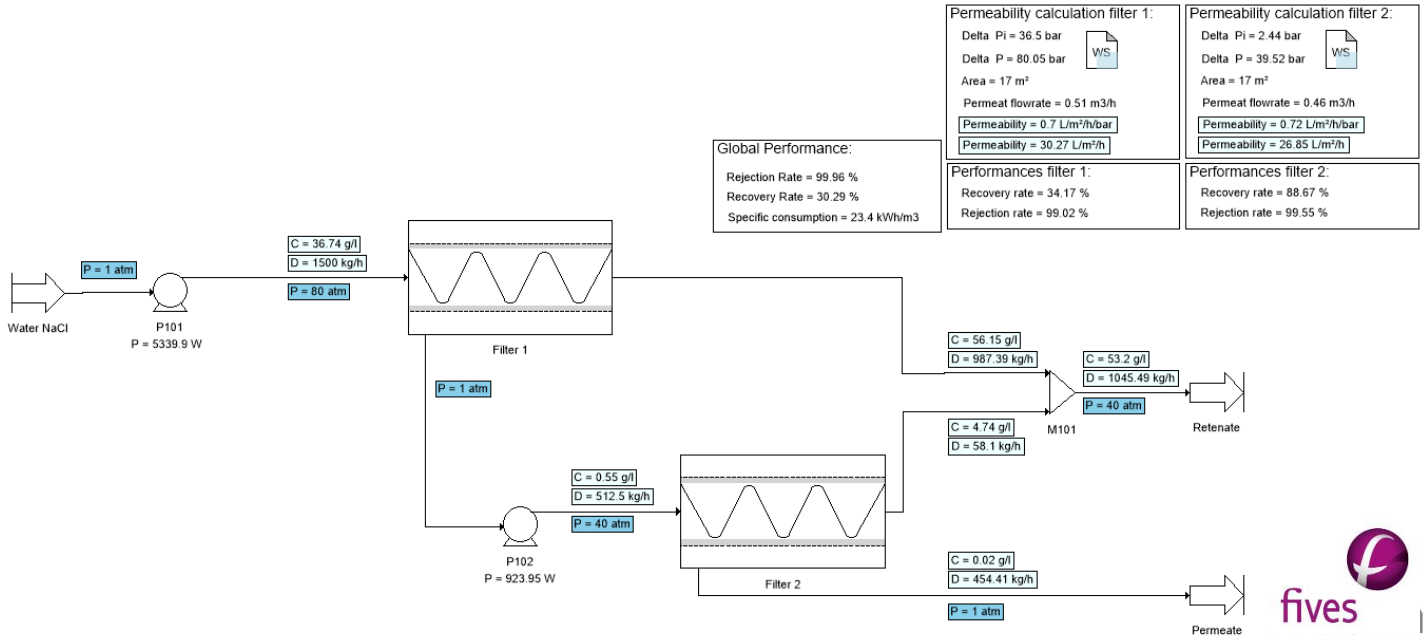 Permeability calculation filter 1:
Delta Pi = 36.5 bar
Delta P = 80.05 bar
WS
Area = 17 m²
Permeat flowrate = 0.51 m3/h
Permeability = 0.7 L/m²/h/bar
Permeability = 30.27 L/m²/h
Permeability calculation filter 2:
Delta Pi = 2.44 bar
Delta P = 39.52 bar
WS
Area = 17 m²
Permeat flowrate = 0.46 m3/h
Permeability = 0.72 L/m²/h/bar
Permeability = 26.85 L/m²/h
Global Performance:
Rejection Rate = 99.96 %
Recovery Rate = 30.29 %
Specific consumption = 23.4 kWh/m3
Performances filter 1:
Recovery rate = 34.17 %
Rejection rate = 99.02 %
Performances filter 2:
Recovery rate = 88.67 %
Rejection rate = 99.55 %
Water NaCl
P = 1 atm
P101
P = 5339.9 W
C = 36.74 g/l
D = 1500 kg/h
P = 80 atm
Filter 1
P = 1 atm
P102
P = 923.95 W
C = 0.55 g/l
D = 512.5 kg/h
P = 40 atm
Filter 2
C = 56.15 g/l
D = 987.39 kg/h
C = 4.74 g/l
D = 58.1 kg/h
M101
C = 53.2 g/l
D = 1045.49 kg/h
P = 40 atm
Retenate
C = 0.02 g/l
D = 454.41 kg/h
P = 1 atm
Permeate
f
fives